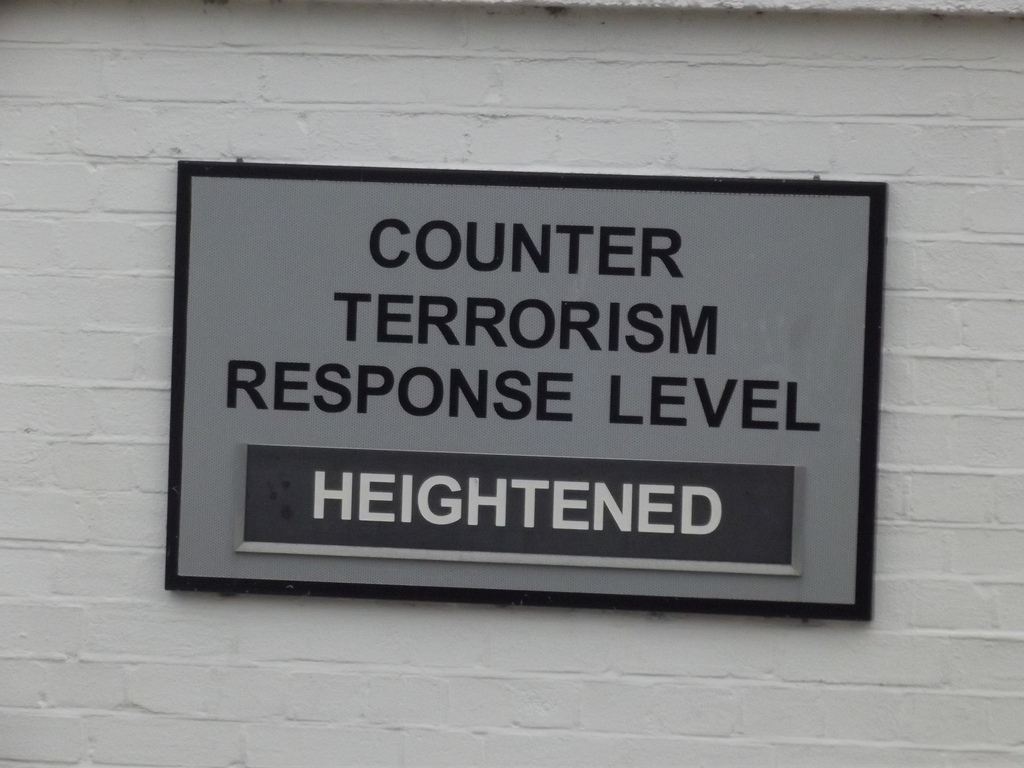 COUNTER
TERRORISM
RESPONSE LEVEL
HEIGHTENED